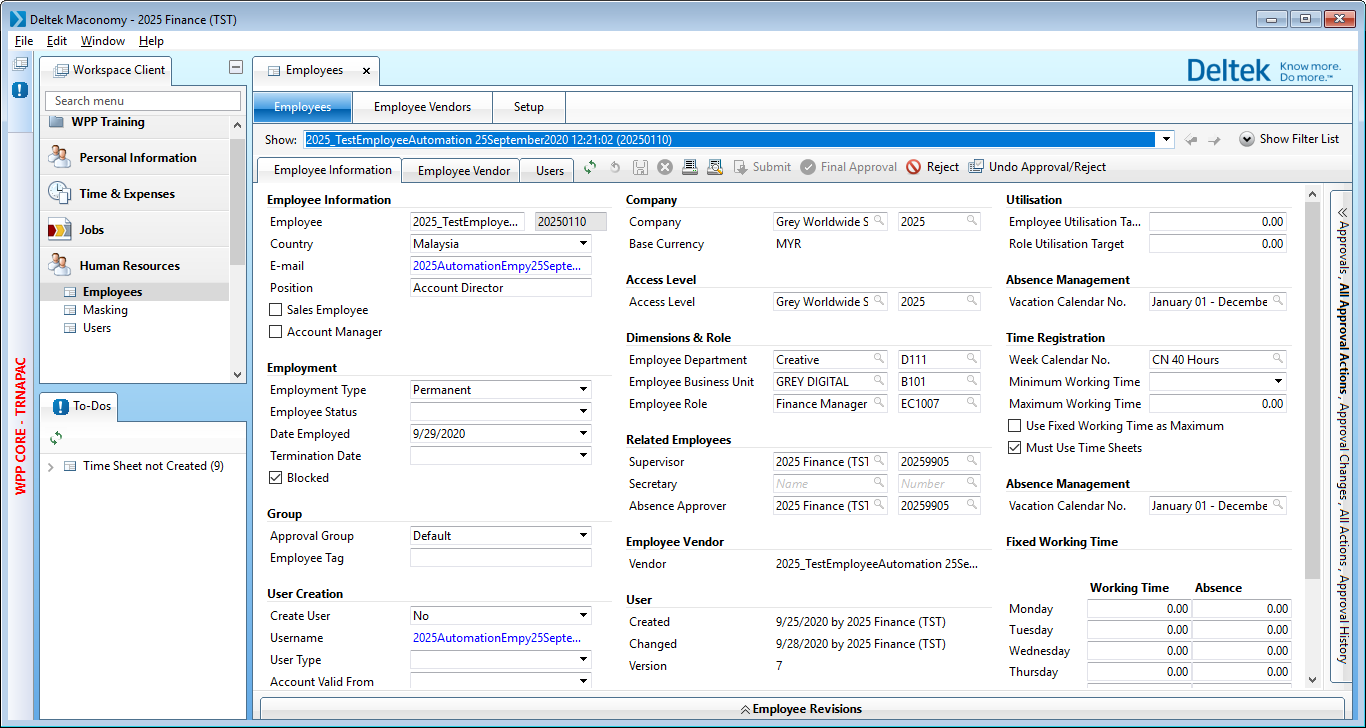 Deltek Maconomy - 2025 Finance (TST)
File Edit Window Help
Workspace Client
Search menu
WPP Training
Personal Information
Time & Expenses
Jobs
Human Resources
Employees
Masking
Users
WPP CORE - TRNAPAC
To-Dos
Time Sheet not Created (9)
Employees
Deltek Know more.
Do more.™
Employees Employee Vendors Setup
Show: 2025_TestEmployeeAutomation 25September2020 12:21:02 (20250110) Show Filter List
Employee Information Employee Vendor Users Submit Final Approval Reject Undo Approval/Reject
Employee Information
Employee 2025_TestEmploye... 20250110
Country Malaysia
E-mail 2025AutomationEmpy25Septe...
Position Account Director
Sales Employee
Account Manager
Employment
Employment Type Permanent
Employee Status
Date Employed 9/29/2020
Termination Date
Blocked
Group
Approval Group Default
Employee Tag
User Creation
Create User No
Username 2025AutomationEmpy25Septe...
User Type
Account Valid From
Company
Company Grey Worldwide S 2025
Base Currency MYR
Access Level
Access Level Grey Worldwide S 2025
Dimensions & Role
Employee Department Creative D111
Employee Business Unit GREY DIGITAL B101
Employee Role Finance Manager EC1007
Related Employees
Supervisor 2025 Finance (TST 20259905
Secretary Name Number
Absence Approver 2025 Finance (TST 20259905
Employee Vendor
Vendor 2025_TestEmployeeAutomation 25Se...
User
Created 9/25/2020 by 2025 Finance (TST)
Changed 9/28/2020 by 2025 Finance (TST)
Version 7
Utilisation
Employee Utilisation Ta... 0.00
Role Utilisation Target 0.00
Absence Management
Vacation Calendar No. January 01 - Decembe
Time Registration
Week Calendar No. CN 40 Hours
Minimum Working Time
Maximum Working Time 0.00
Use Fixed Working Time as Maximum
Must Use Time Sheets
Absence Management
Vacation Calendar No. January 01 - Decembe
Fixed Working Time
Working Time Absence
Monday 0.00 0.00
Tuesday 0.00 0.00
Wednesday 0.00 0.00
Thursday 0.00 0.00
Approvals , All Approval Actions , Approval Changes , All Actions , Approval History
Employee Revisions